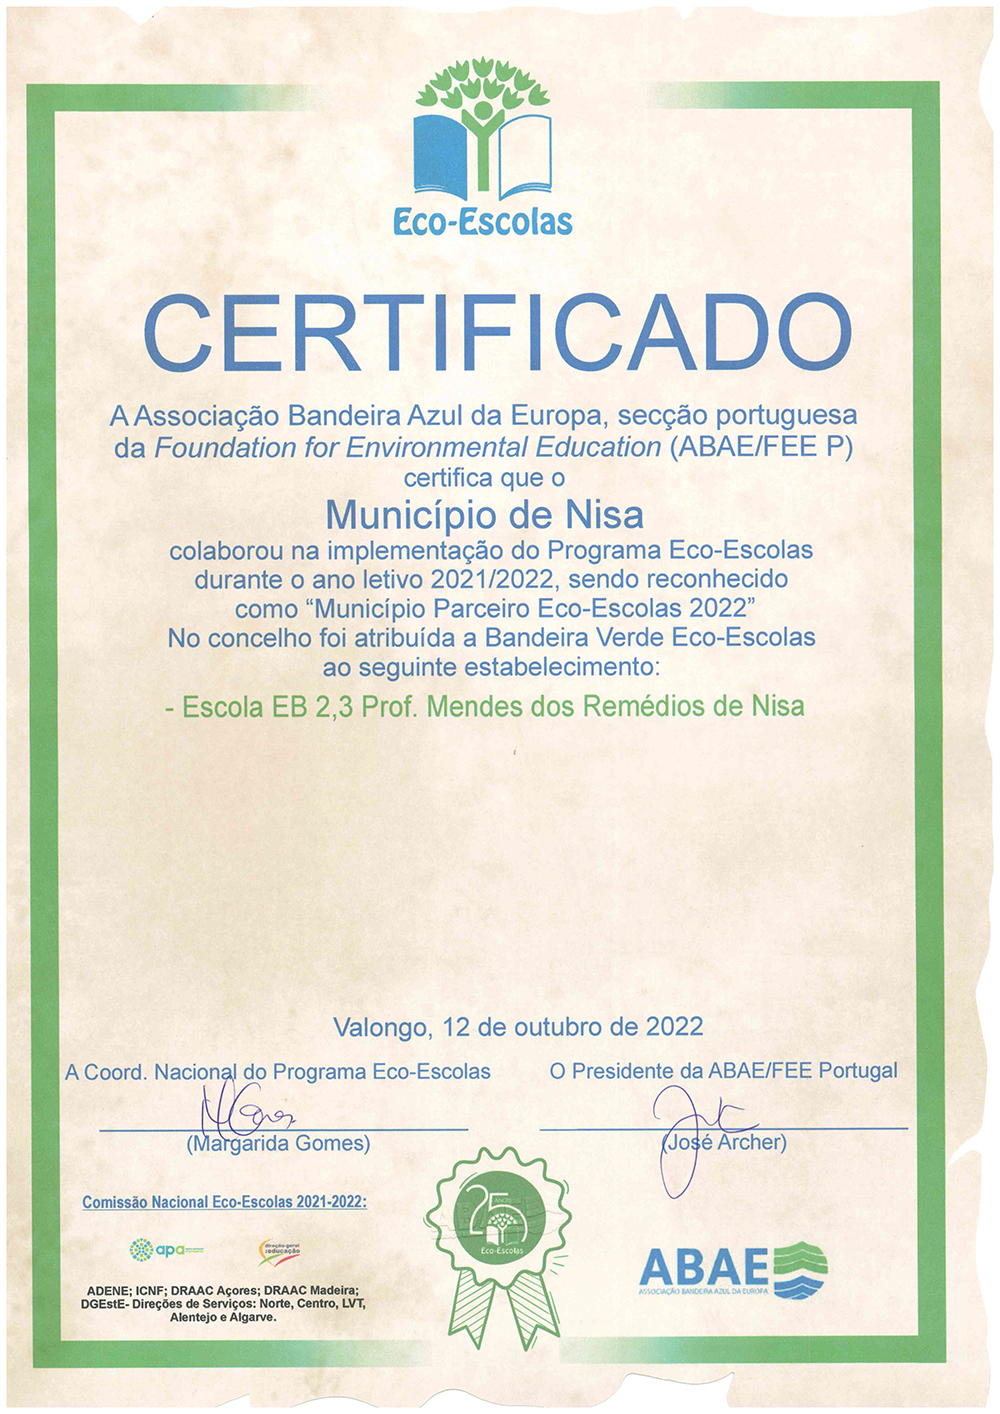 Eco-Escolas
CERTIFICADO
A Associação Bandeira Azul da Europa, secção portuguesa
da Foundation for Environmental Education (ABAE/FEE P)
certifica que o
Município de Nisa
colaborou na implementação do Programa Eco-Escolas
durante o ano letivo 2021/2022, sendo reconhecido
como “Município Parceiro Eco-Escolas 2022”
No concelho foi atribuída a Bandeira Verde Eco-Escolas
ao seguinte estabelecimento:
- Escola EB 2,3 Prof. Mendes dos Remédios de Nisa
Valongo, 12 de outubro de 2022
A Coord. Nacional do Programa Eco-Escolas
O Presidente da ABAE/FEE Portugal
(Margarida Gomes)
(José Archer)
Comissão Nacional Eco-Escolas 2021-2022:
apa
direção-geral
da educação
ADENE; ICNF; DRAAC Açores; DRAAC Madeira;
DGEstE- Direções de Serviços: Norte, Centro, LVT,
Alentejo e Algarve.
25
ANOS
Eco-Escolas
ABAE
ASSOCIAÇÃO BANDEIRA AZUL DA EUROPA